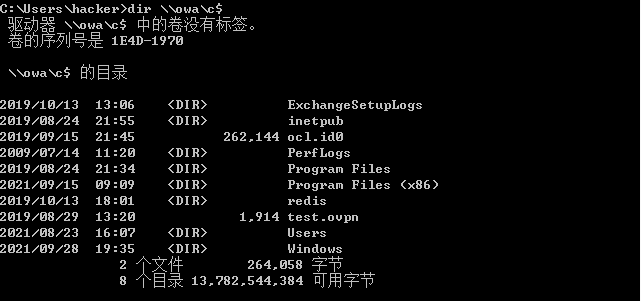 C:\Users\hacker>dir \\owa\c$
驱动器 \\owa\c$ 中的卷没有标签。
卷的序列号是 1E4D-1970
\\owa\c$ 的目录
2019/10/13  13:06    <DIR>          ExchangeSetupLogs
2019/08/24  21:55    <DIR>          inetpub
2019/09/15  21:45           262,144 ocl.id0
2009/07/14  11:20    <DIR>          PerfLogs
2019/08/24  21:34    <DIR>          Program Files
2021/09/15  09:09    <DIR>          Program Files (x86)
2019/10/13  18:01    <DIR>          redis
2019/08/29  13:20             1,914 test.ovpn
2021/08/23  16:07    <DIR>          Users
2021/09/28  19:35    <DIR>          Windows
2 个文件        264,058 字节
8 个目录 13,782,544,384 可用字节